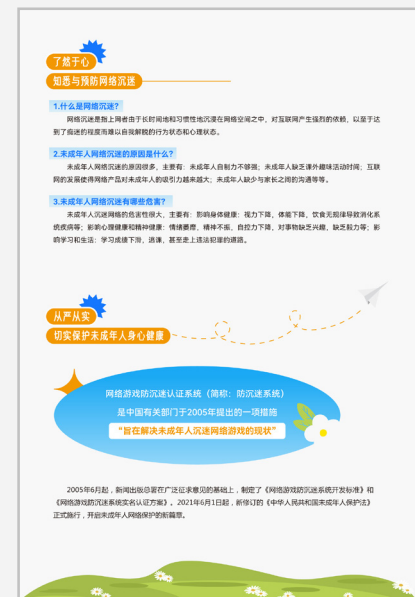 了然于心
知悉与预防网络沉迷
1.什么是网络沉迷?
网络沉迷是指上网者由于长时间地和习惯性地沉浸在网络空间之中，对互联网产生强烈的依赖，以至于达
到了痴迷的程度而难以自我解脱的行为状态和心理状态。
2.未成年人网络沉迷的原因是什么?
未成年人网络沉迷的原因很多，主要有：未成年人自制力不够强；未成年人缺乏课外趣味活动时间；互联
网的发展使得网络产品对未成年人的吸引力越来越大；未成年人缺少与家长之间的沟通等等。
3.未成年人网络沉迷有哪些危害?
未成年人沉迷网络的危害性很大，主要有：影响身体健康：视力下降，体能下降，饮食无规律导致消化系
统疾病等；影响心理健康和精神健康：情绪萎靡，精神不振，自控力下降，对事物缺乏兴趣，缺乏毅力等；影
响学习和生活：学习成绩下滑，逃课，甚至走上违法犯罪的道路。
从严从实
切实保护未成年人身心健康
网络游戏防沉迷认证系统（简称：防沉迷系统）
是中国有关部门于2005年提出的一项措施
“旨在解决未成年人沉迷网络游戏的现状”
2005年6月起，新闻出版总署在广泛征求意见的基础上，制定了《网络游戏防沉迷系统开发标准》和
《网络游戏防沉迷系统实名认证方案》。2021年6月1日起，新修订的《中华人民共和国未成年人保护法》
正式施行，开启未成年人网络保护的新篇章。